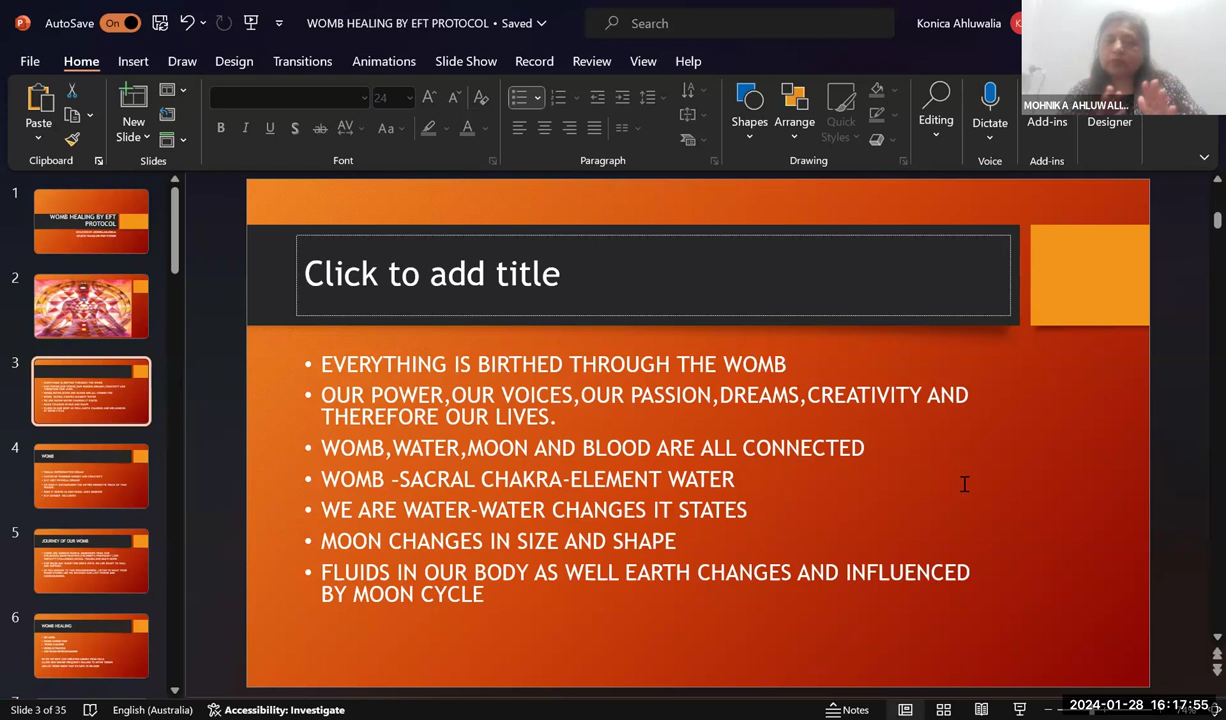 AutoSave On WOMB HEALING BY EFT PROTOCOL • Saved Search Konica Ahluwalia
File Home Insert Draw Design Transitions Animations Slide Show Record Review View Help
MOHNIKA AHLUWALI...
Paste New Slide 24 Shapes Arrange Quick Styles Editing Dictate Add-ins Designer
Clipboard Slides Font Paragraph Drawing Voice Add-ins
1
WOMB HEALING BY EFT
PROTOCOL
2
3
4
WOMB
5
JOURNEY OF OUR WOMB
6
WOMB HEALING
Click to add title
• EVERYTHING IS BIRTHED THROUGH THE WOMB
• OUR POWER,OUR VOICES,OUR PASSION,DREAMS,CREATIVITY AND
THEREFORE OUR LIVES.
• WOMB,WATER,MOON AND BLOOD ARE ALL CONNECTED
• WOMB –SACRAL CHAKRA-ELEMENT WATER
• WE ARE WATER-WATER CHANGES IT STATES
• MOON CHANGES IN SIZE AND SHAPE
• FLUIDS IN OUR BODY AS WELL EARTH CHANGES AND INFLUENCED
BY MOON CYCLE
Slide 3 of 35 English (Australia) Accessibility: Investigate Notes
2024-01-28 16:17:55